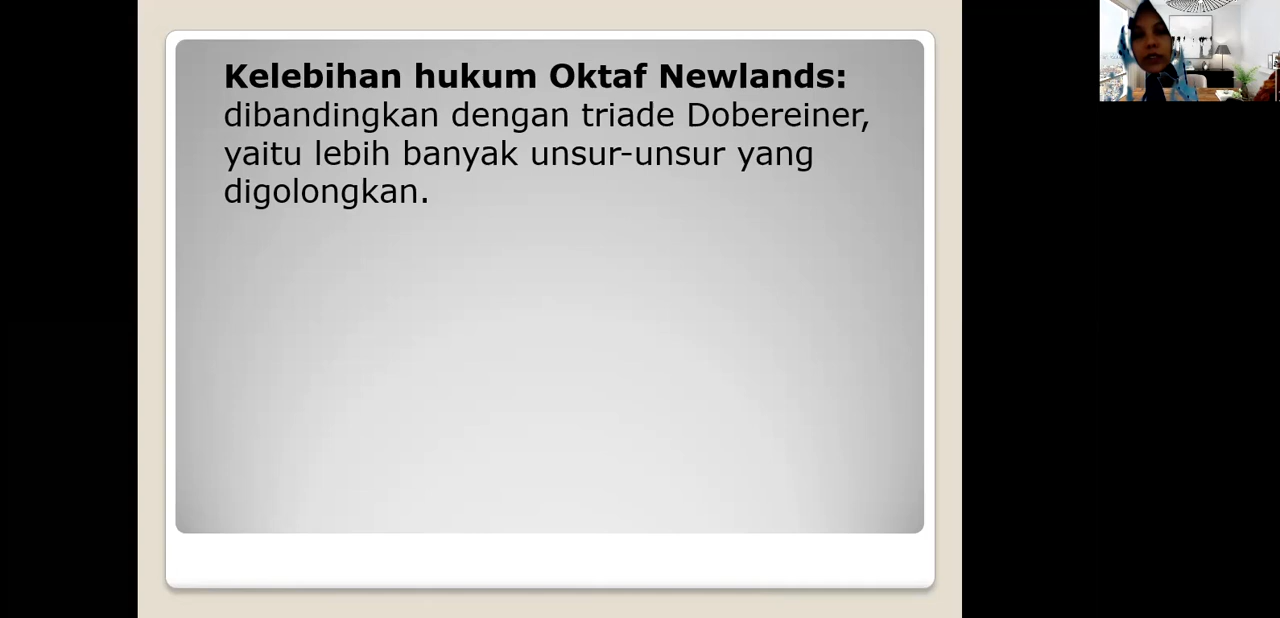 Kelebihan hukum Oktaf Newlands:
dibandingkan dengan triade Dobereiner,
yaitu lebih banyak unsur-unsur yang
digolongkan.